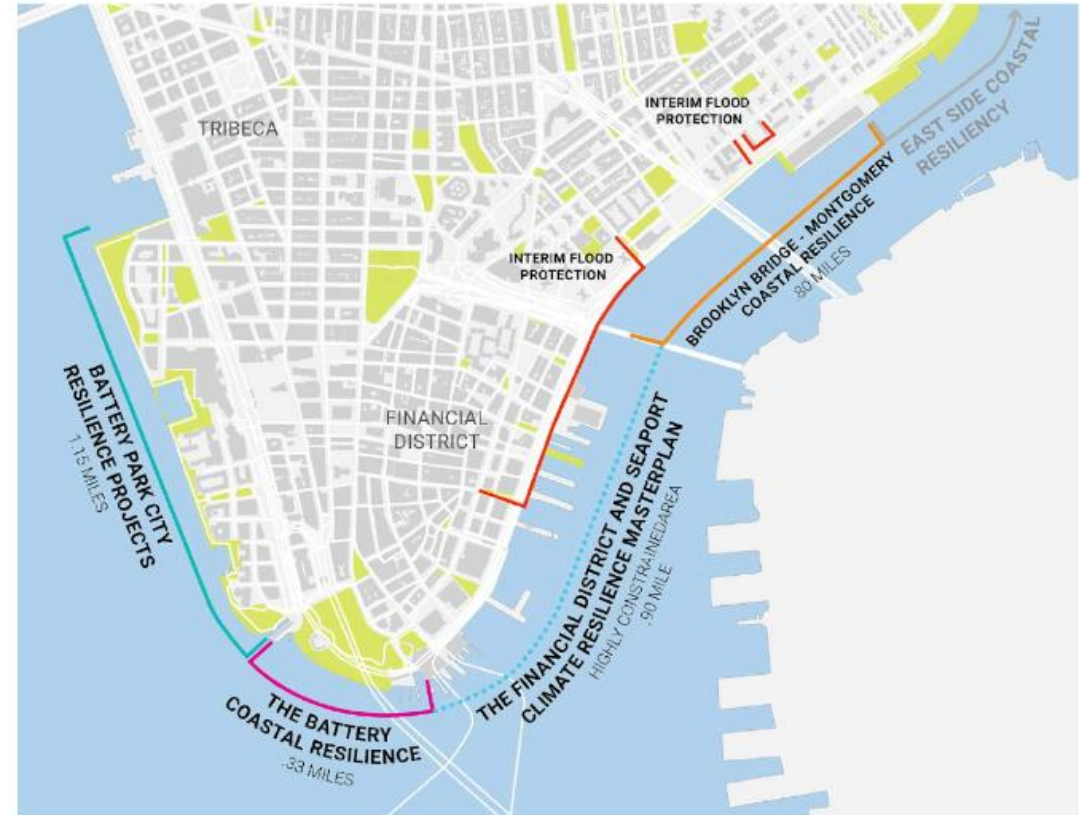 TRIBECA
INTERIM FLOOD
PROTECTION
EAST SIDE COASTAL
RESILIENCY
INTERIM FLOOD
PROTECTION
BROOKLYN BRIDGE - MONTGOMERY
COASTAL RESILIENCE
.80 MILES
BATTERY PARK CITY
RESILIENCE PROJECTS
1.15 MILES
FINANCIAL
DISTRICT
THE FINANCIAL DISTRICT AND SEAPORT
CLIMATE RESILIENCE MASTERPLAN
HIGHLY CONSTRAINEDAREA
.90 MILE
THE BATTERY
COASTAL RESILIENCE
.33 MILES